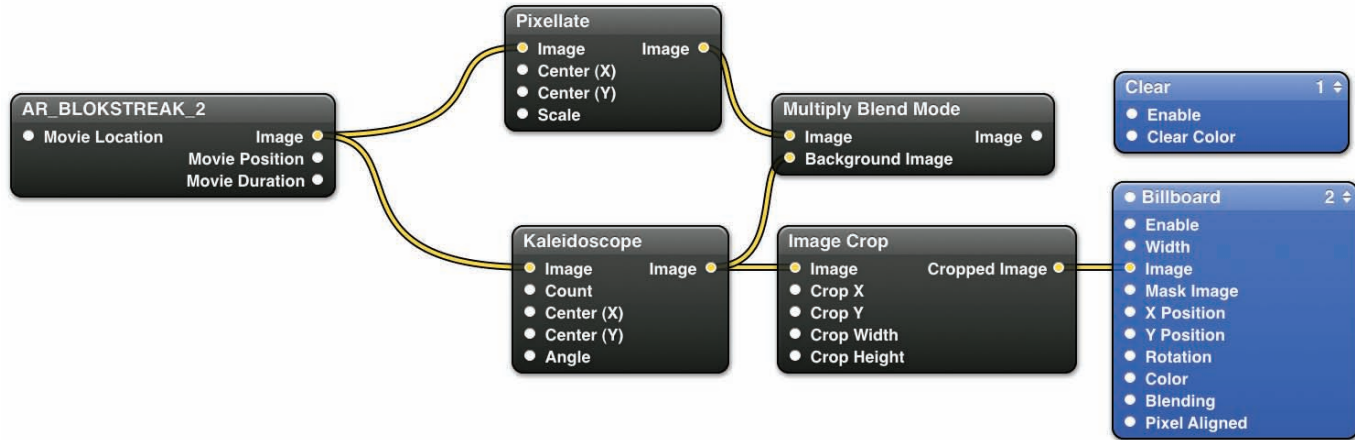 AR_BLOKSTREAK_2
Movie Location Image
Movie Position
Movie Duration
Pixellate
Image Image
Center (X)
Center (Y)
Scale
Kaleidoscope
Image Image
Count
Center (X)
Center (Y)
Angle
Multiply Blend Mode
Image Image
Background Image
Image Crop
Image Cropped Image
Crop X
Crop Y
Crop Width
Crop Height
Clear 1
Enable
Clear Color
Billboard 2
Enable
Width
Image
Mask Image
X Position
Y Position
Rotation
Color
Blending
Pixel Aligned